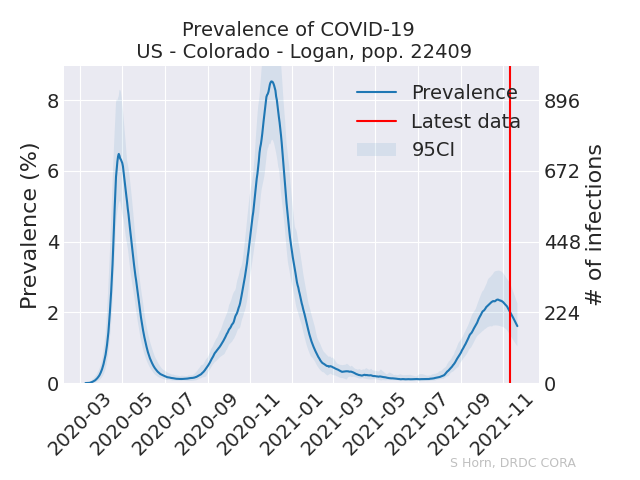 Prevalence of COVID-19
US - Colorado - Logan, pop. 22409
Prevalence (%)
8
6
4
2
0
Prevalence
Latest data
95CI
896
672
448
224
0
# of infections
2020-03
2020-05
2020-07
2020-09
2020-11
2021-01
2021-03
2021-05
2021-07
2021-09
2021-11
S Horn, DRDC CORA